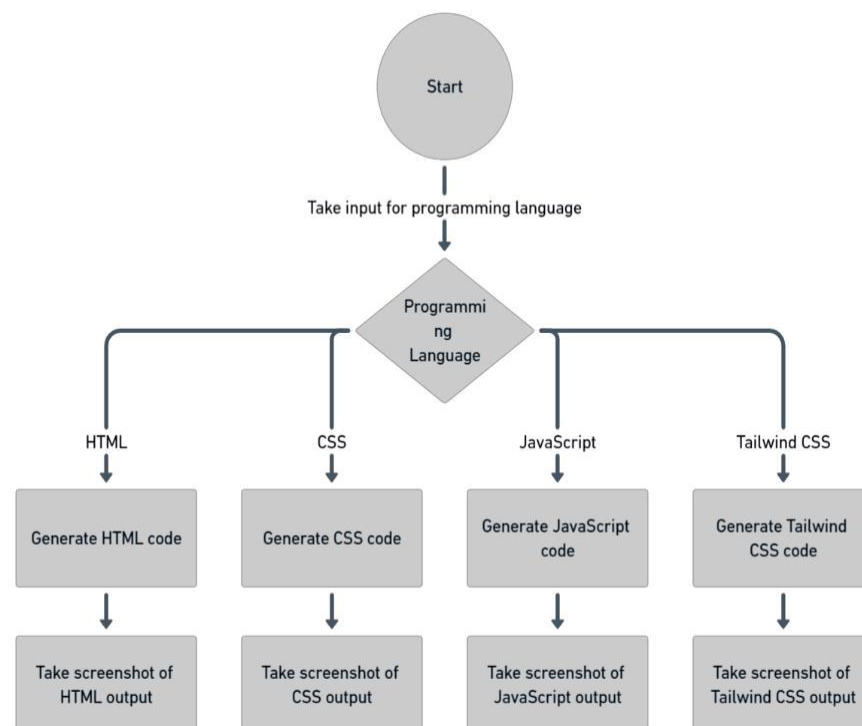 Start
Take input for programming language
Programmi
ng
Language
HTML
CSS
JavaScript
Tailwind CSS
Generate HTML code
Generate CSS code
Generate JavaScript
code
Generate Tailwind
CSS code
Take screenshot of
HTML output
Take screenshot of
CSS output
Take screenshot of
JavaScript output
Take screenshot of
Tailwind CSS output